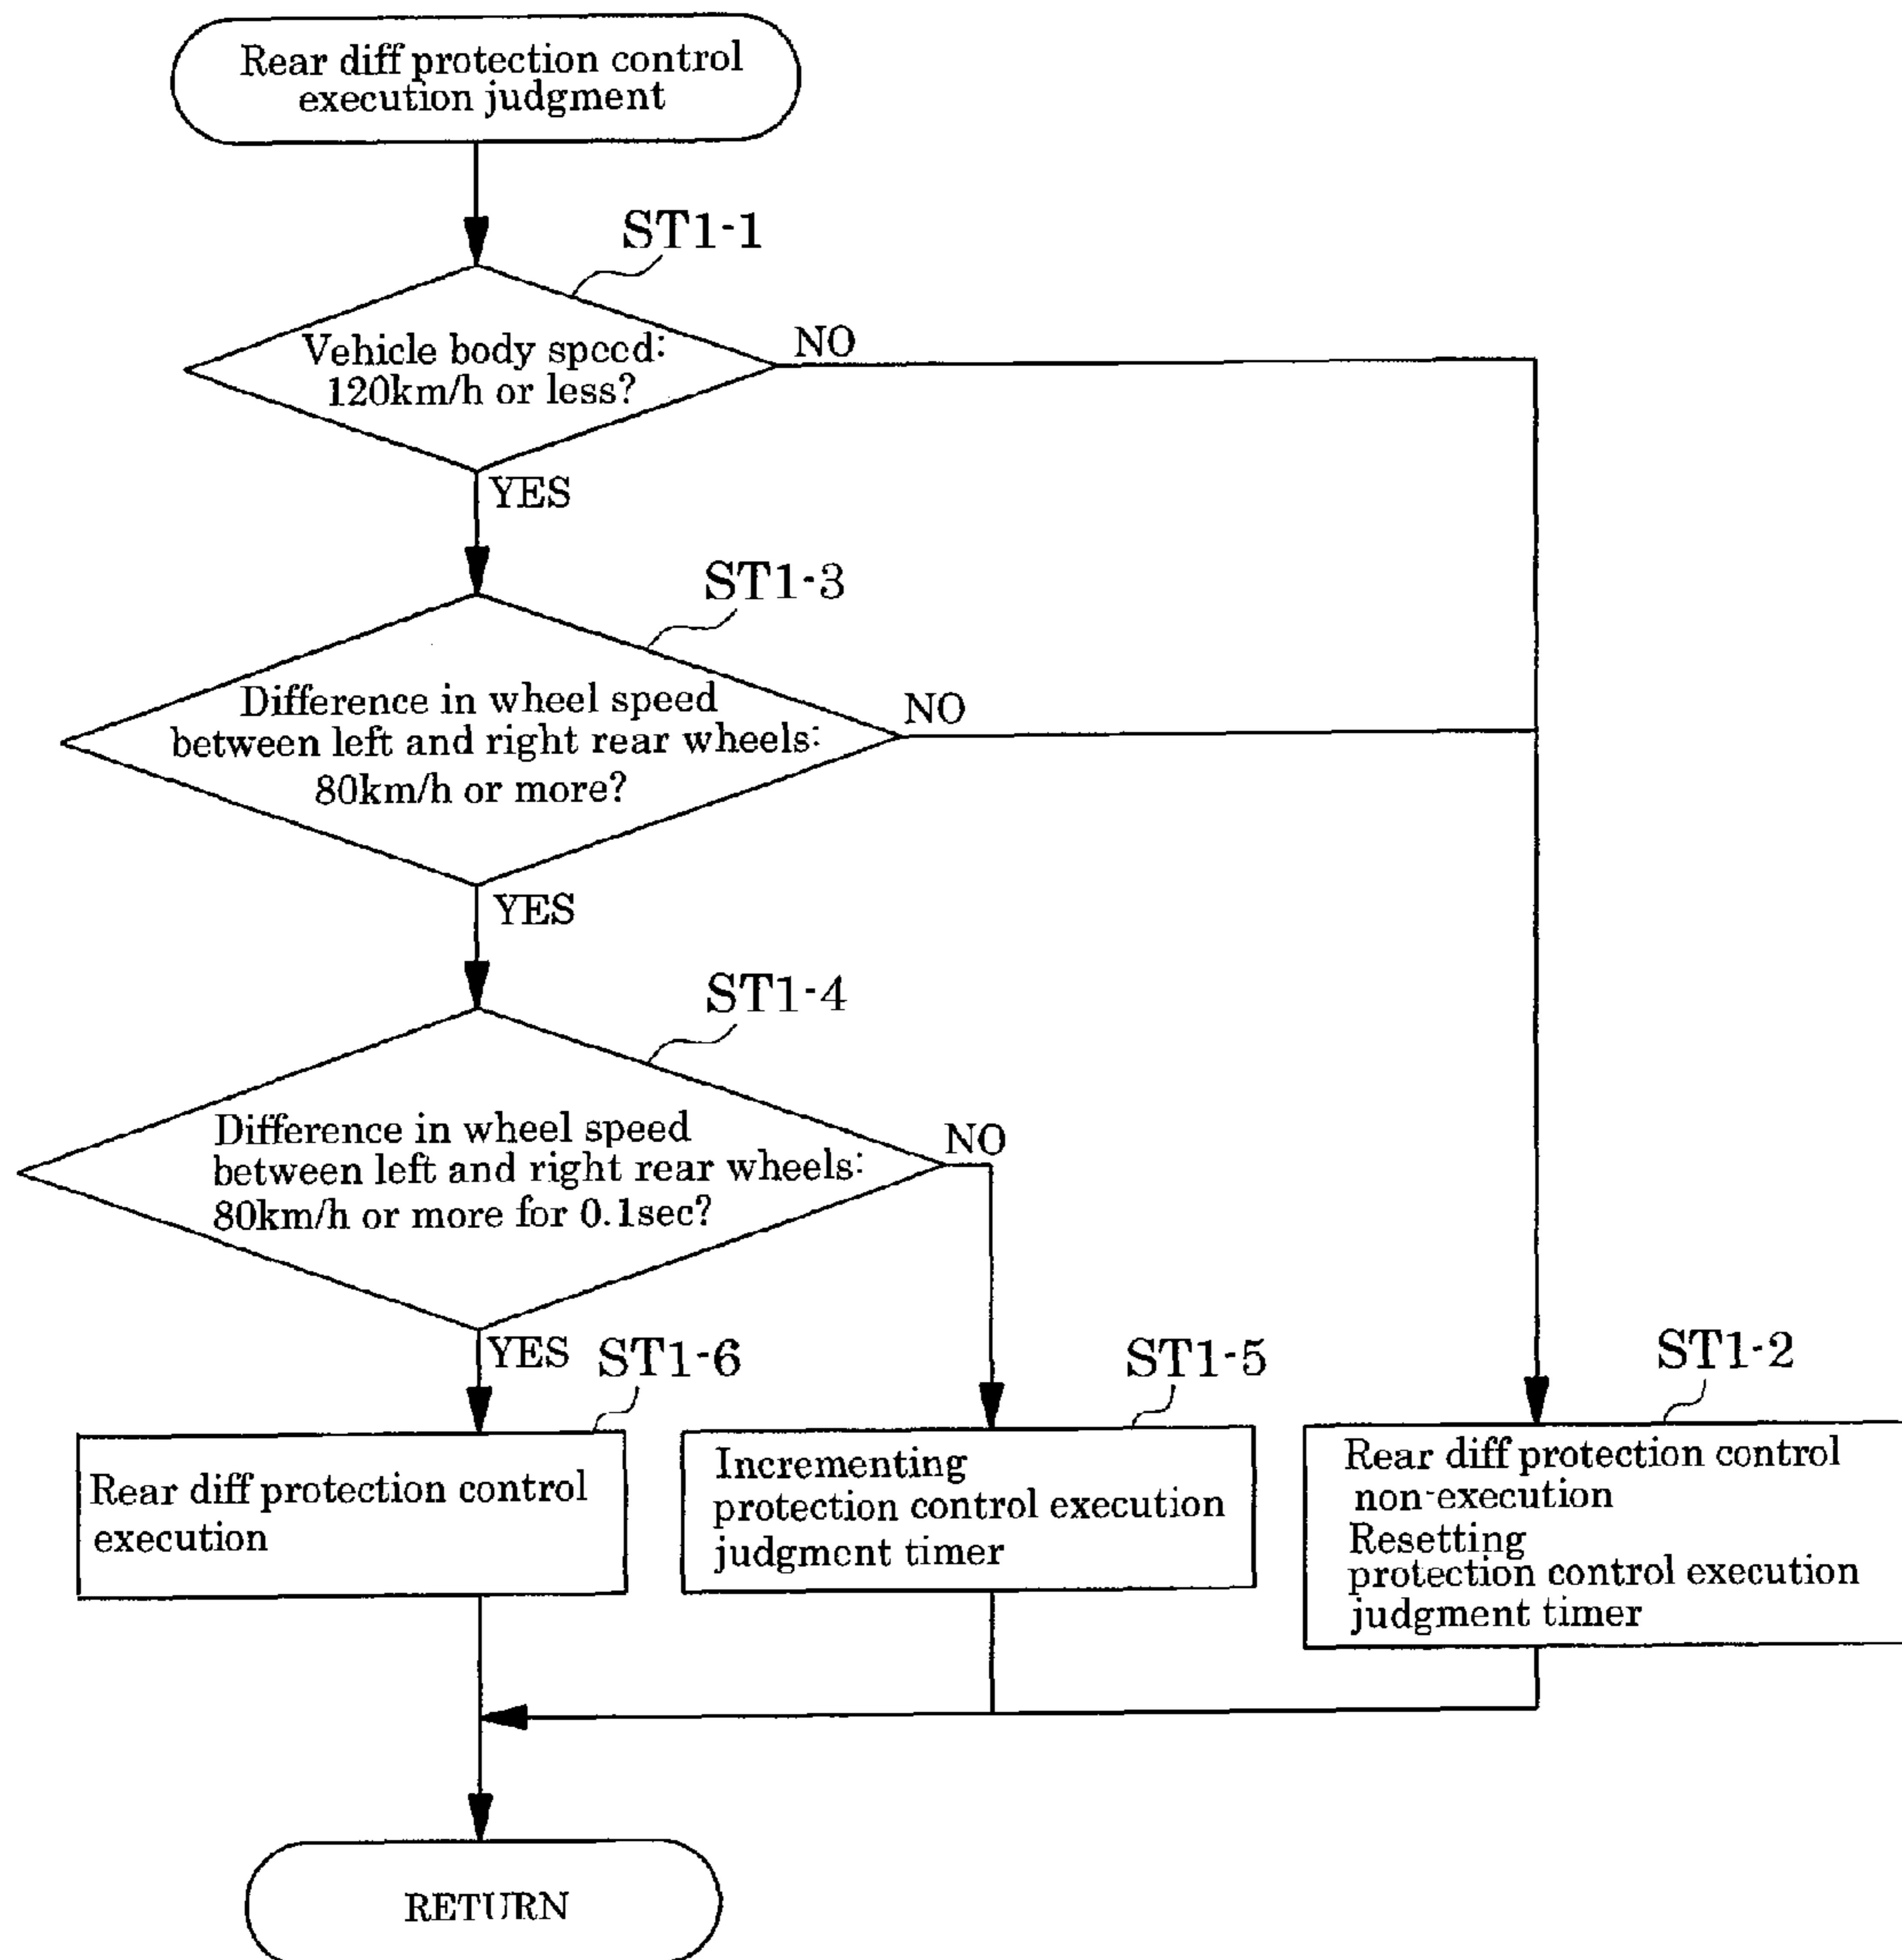 Rear diff protection control
execution judgment
ST1-1
Vehicle body speed:
120km/h or less?
NO
YES
ST1-3
Difference in wheel speed
between left and right rear wheels:
80km/h or more?
NO
YES
ST1-4
Difference in wheel speed
between left and right rear wheels:
80km/h or more for 0.1sec?
NO
YES
ST1-6
Rear diff protection control
execution
ST1-5
Incrementing
protection control execution
judgment timer
ST1-2
Rear diff protection control
non-execution
Resetting
protection control execution
judgment timer
RETURN